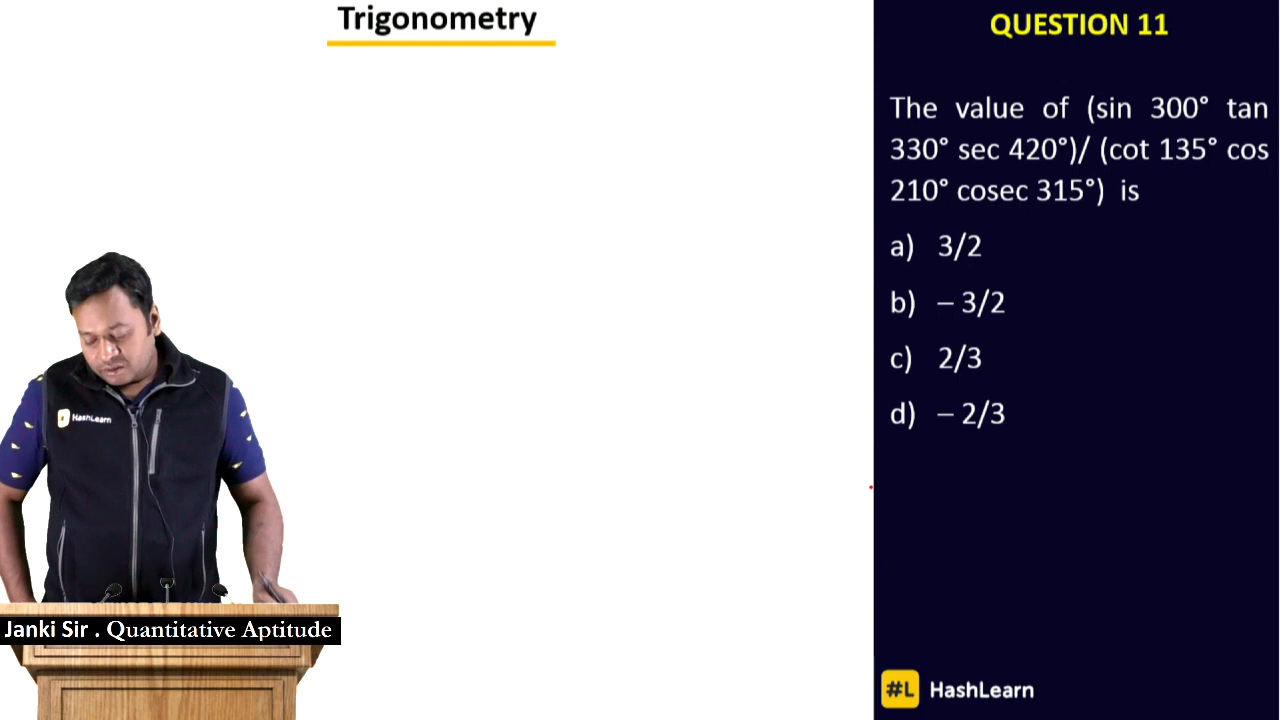 Trigonometry
QUESTION 11
The value of (sin 300° tan
330° sec 420°)/ (cot 135° cos
210° cosec 315°) is
a) 3/2
b) – 3/2
c) 2/3
d) – 2/3
HashLearn
Janki Sir . Quantitative Aptitude
#L HashLearn